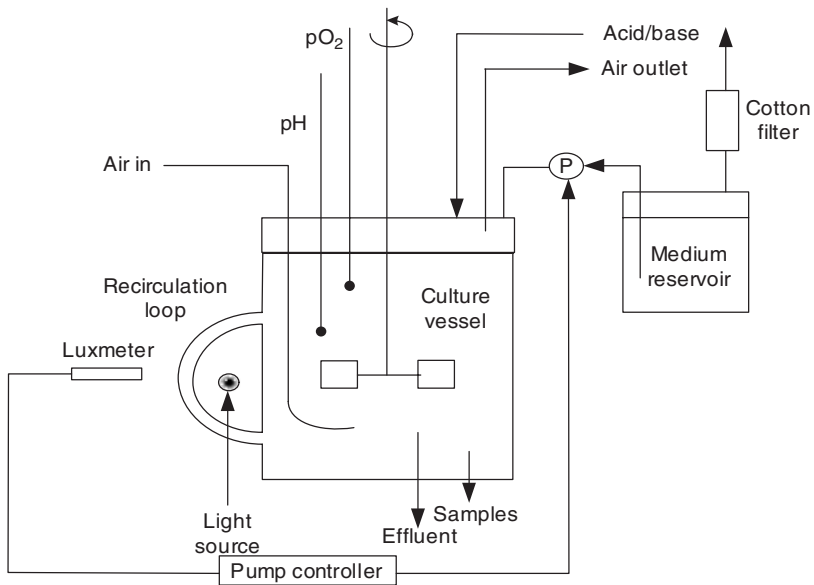 pO2
Acid/base
Air outlet
Cotton
filter
pH
Air in
P
Medium
reservoir
Recirculation
loop
Culture
vessel
Luxmeter
Light
source
Samples
Effluent
Pump controller